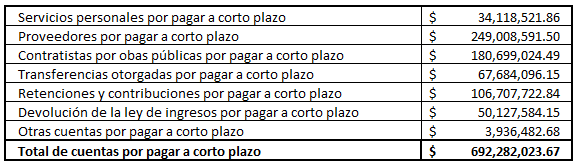 Servicios personales por pagar a corto plazo $ 34,118,521.86
Proveedores por pagar a corto plazo $ 249,008,591.50
Contratistas por obas públicas por pagar a corto plazo $ 180,699,024.49
Transferencias otorgadas por pagar a corto plazo $ 67,684,096.15
Retenciones y contribuciones por pagar a corto plazo $ 106,707,722.84
Devolución de la ley de ingresos por pagar a corto plazo $ 50,127,584.15
Otras cuentas por pagar a corto plazo $ 3,936,482.68
Total de cuentas por pagar a corto plazo $ 692,282,023.67